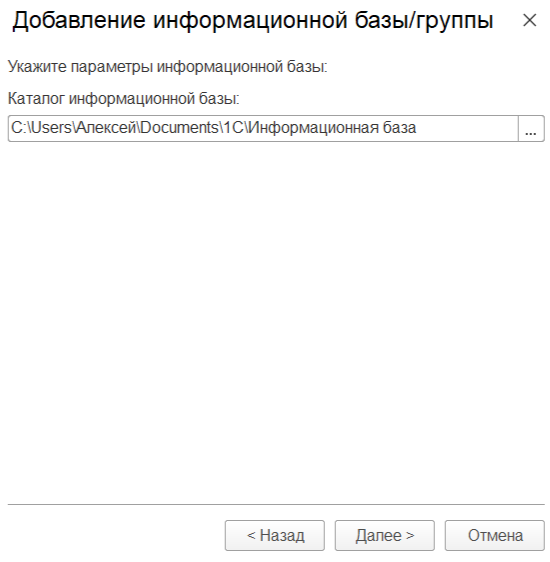 Добавление информационной базы/группы
Укажите параметры информационной базы:
Каталог информационной базы:
C:\Users\Алексей\Documents\1С\Информационная база
...
< Назад
Далее >
Отмена